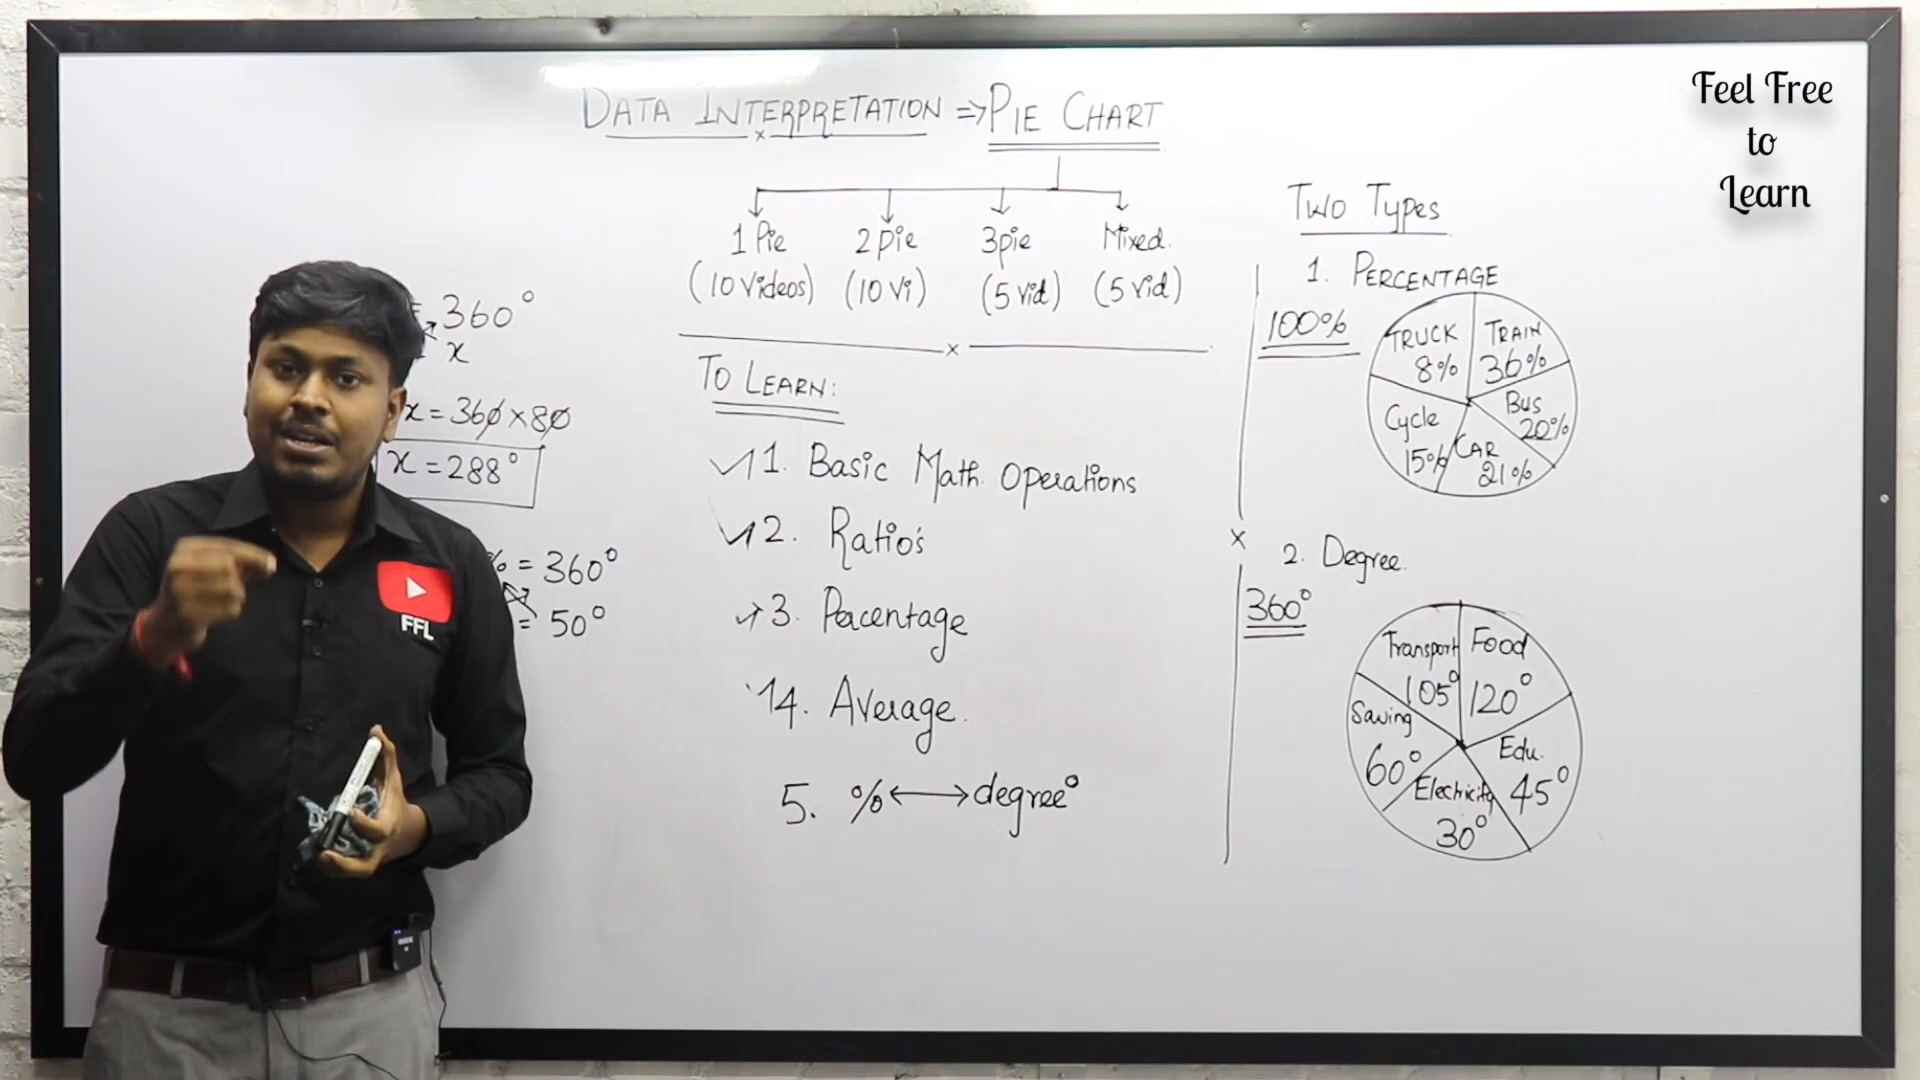 DATA INTERPRETATION ⇒ PIE CHART
1 Pie 2 pie 3pie Mixed.
(10 Videos) (10 Vi) (5 Vid) (5 Vid)
TO LEARN:
1. Basic Math. Operations
2. Ratio's
3. Percentage
4. Average.
5. % ↔ degree°
360°
x
x = 360 × 80
x = 288°
% = 360°
= 50°
Two Types
1. PERCENTAGE
100%
TRUCK
8%
TRAIN
36%
Bus
20%
Cycle
15%
CAR
21%
2. Degree.
360°
Transport
105°
Food
120°
Saving
60°
Edu.
45°
Electricity
30°
Feel Free
to
Learn
FFL